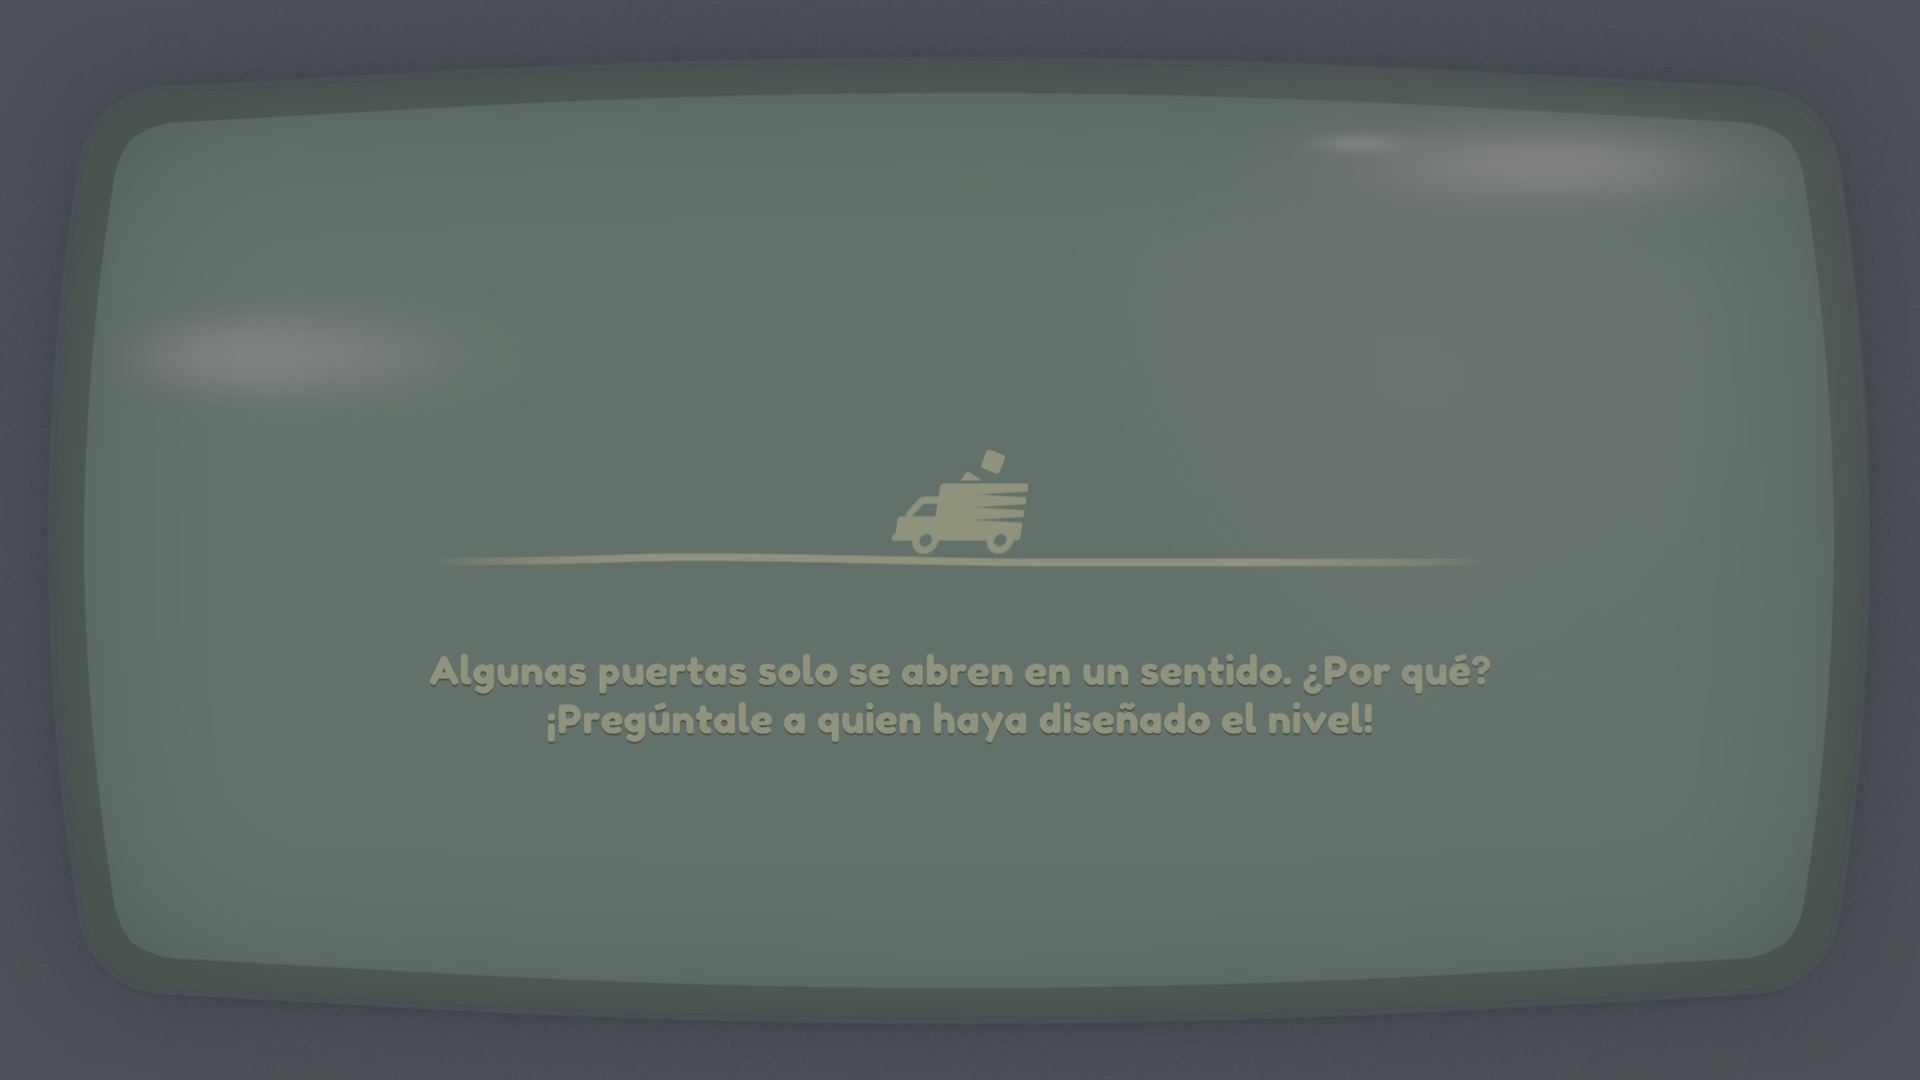 Algunas puertas solo se abren en un sentido. ¿Por qué?
¡Pregúntale a quien haya diseñado el nivel!